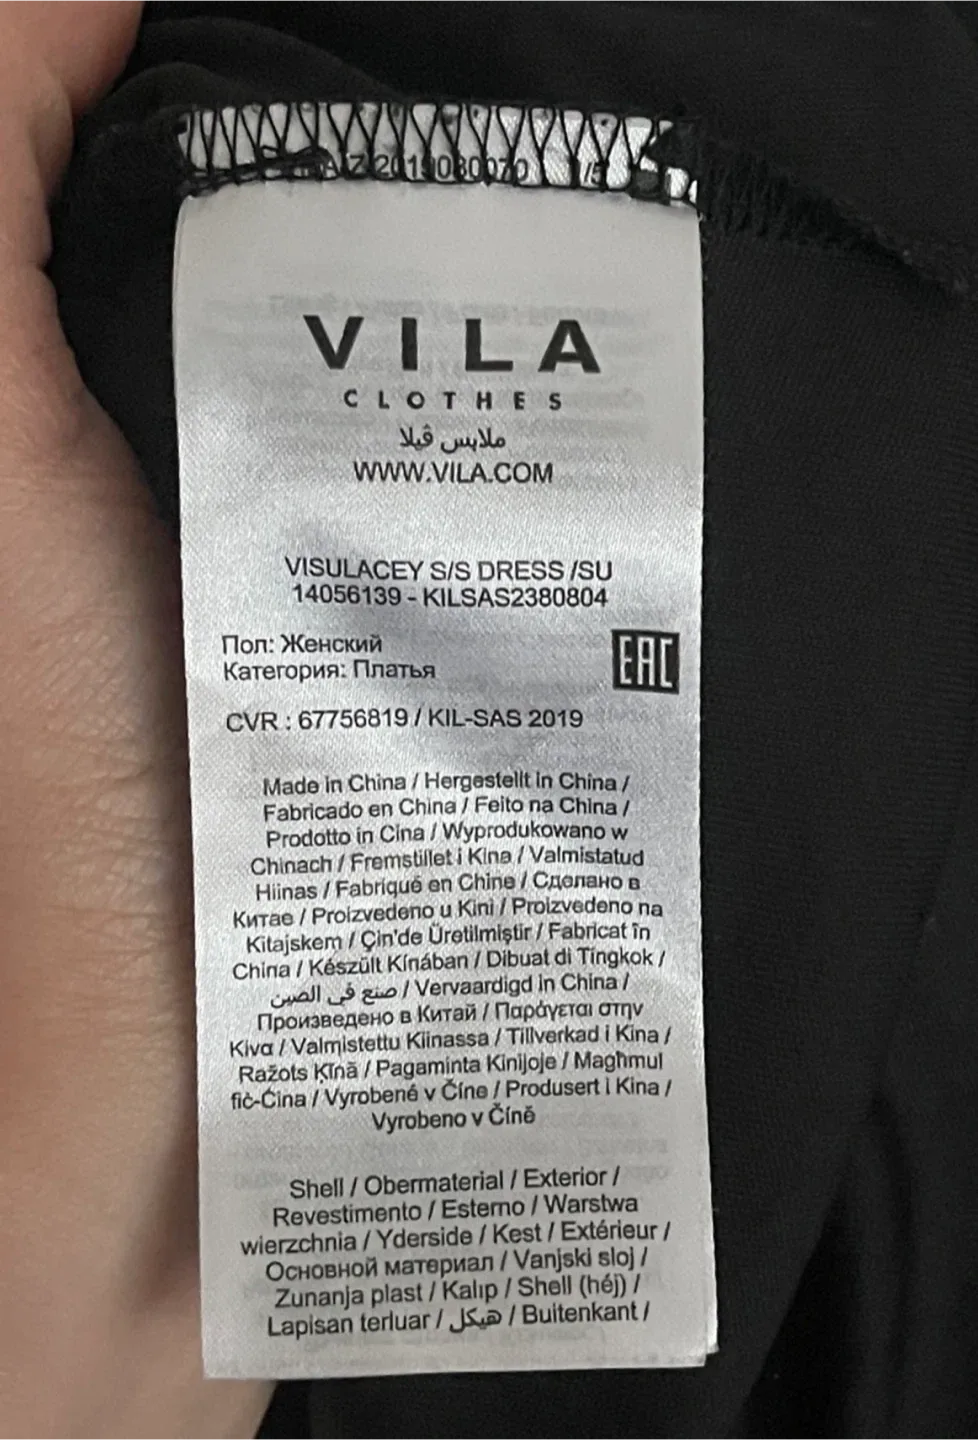 2019080070 /5
VILA
CLOTHES
ملابس ڤيلا
WWW.VILA.COM
VISULACEY S/S DRESS /SU
14056139 - KILSAS2380804
Пол: Женский
Категория: Платья
EAC
CVR : 67756819 / KIL-SAS 2019
Made in China / Hergestellt in China /
Fabricado en China / Feito na China /
Prodotto in Cina / Wyprodukowano w
Chinach / Fremstillet i Kina / Valmistatud
Hiinas / Fabriqué en Chine / Сделано в
Китае / Proizvedeno u Kini / Proizvedeno na
Kitajskem / Çin'de Üretilmiştir / Fabricat în
China / Készült Kínában / Dibuat di Tingkok /
صنع في الصين / Vervaardigd in China /
Произведено в Китай / Παράγεται στην
Κίνα / Valmistettu Kiinassa / Tillverkad i Kina /
Ražots Ķīnā / Pagaminta Kinijoje / Magħmul
fiċ-Ċina / Vyrobené v Číne / Produsert i Kina /
Vyrobeno v Číně
Shell / Obermaterial / Exterior /
Revestimento / Esterno / Warstwa
wierzchnia / Yderside / Kest / Extérieur /
Основной материал / Vanjski sloj /
Zunanja plast / Kalıp / Shell (héj) /
Lapisan terluar / هيكل / Buitenkant /